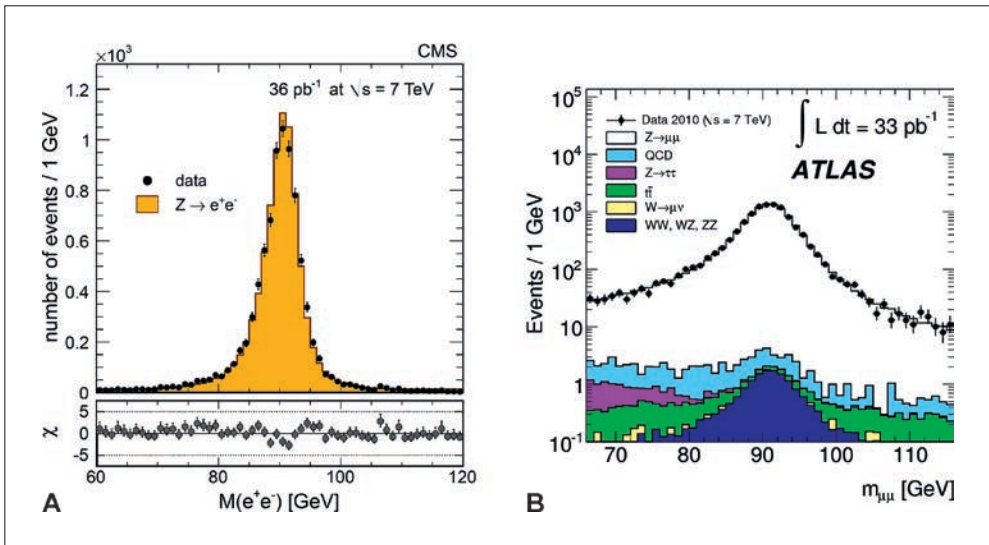 ×10³
CMS
36 pb⁻¹ at √s = 7 TeV
1.2
1.0
0.8
0.6
0.4
0.2
0
number of events / 1 GeV
data
Z → e⁺e⁻
5
0
-5
χ
60
80
100
120
M(e⁺e⁻) [GeV]
A
10⁵
10⁴
10³
10²
10
1
10⁻¹
Events / 1 GeV
Data 2010 (√s = 7 TeV)
Z→μμ
QCD
Z→ττ
tt̄
W→μν
WW, WZ, ZZ
∫ L dt = 33 pb⁻¹
ATLAS
70
80
90
100
110
m_μμ [GeV]
B